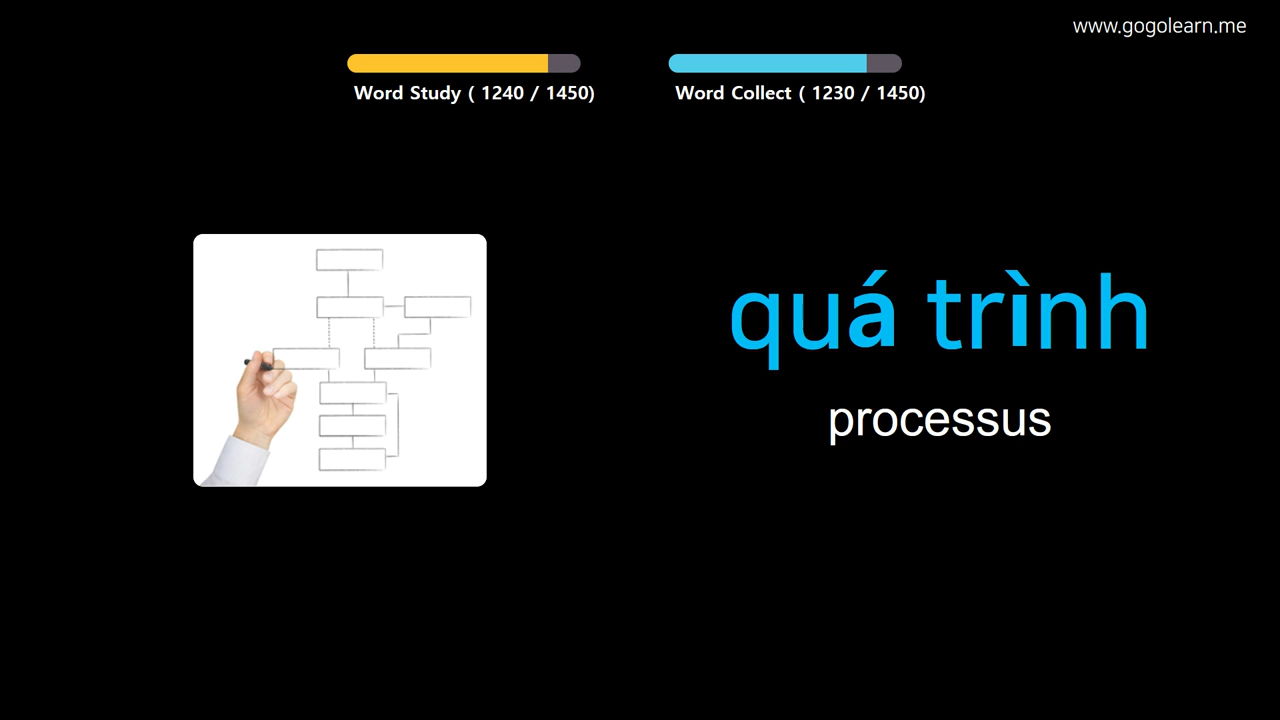 www.gogolearn.me
Word Study ( 1240 / 1450)
Word Collect ( 1230 / 1450)
quá trình
processus